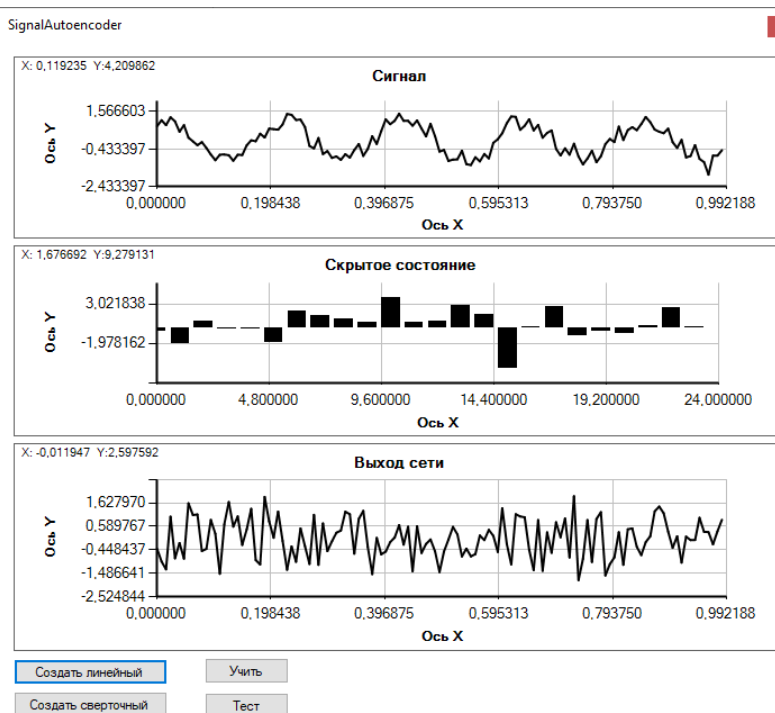 SignalAutoencoder
X: 0,119235 Y:4,209862
Сигнал
Ось Y
1,566603
-0,433397
-2,433397
0,000000 0,198438 0,396875 0,595313 0,793750 0,992188
Ось X
X: 1,676692 Y:9,279131
Скрытое состояние
Ось Y
3,021838
-1,978162
0,000000 4,800000 9,600000 14,400000 19,200000 24,000000
Ось X
X: -0,011947 Y:2,597592
Выход сети
Ось Y
1,627970
0,589767
-0,448437
-1,486641
-2,524844
0,000000 0,198438 0,396875 0,595313 0,793750 0,992188
Ось X
Создать линейный Учить
Создать сверточный Тест